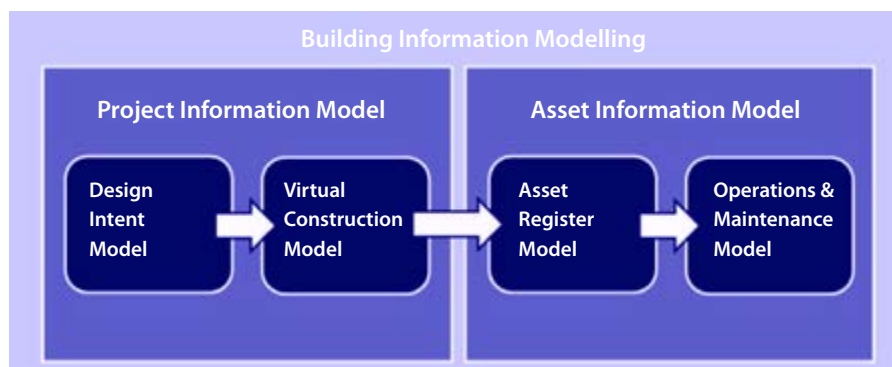 Building Information Modelling
Project Information Model
Asset Information Model
Design
Intent
Model
Virtual
Construction
Model
Asset
Register
Model
Operations &
Maintenance
Model